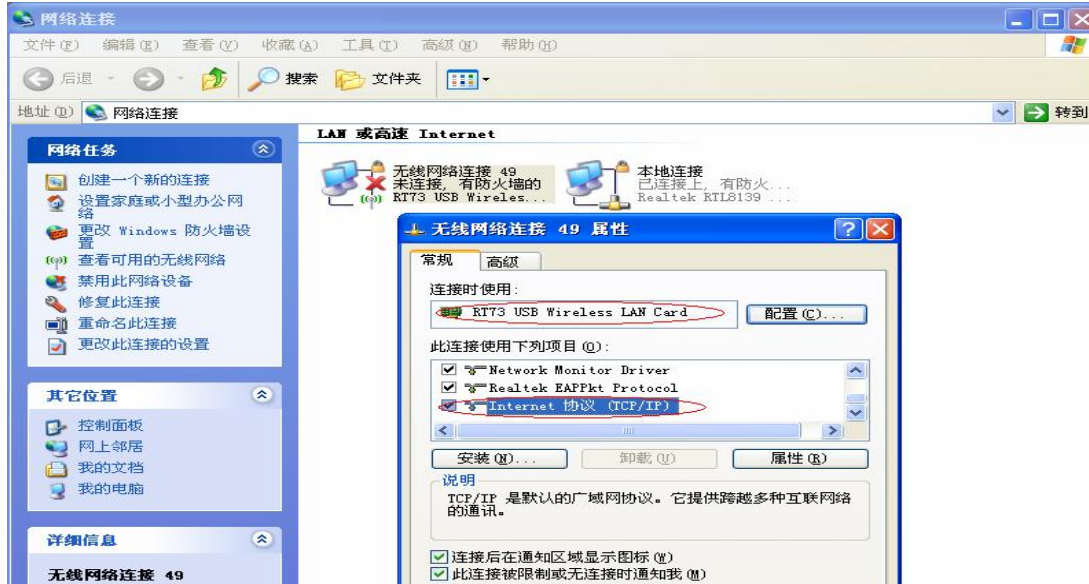 网络连接
文件(F) 编辑(E) 查看(V) 收藏(A) 工具(T) 高级(N) 帮助(H)
后退 搜索 文件夹
地址(D) 网络连接 转到
网络任务
创建一个新的连接
设置家庭或小型办公网
络
更改 Windows 防火墙设
置
查看可用的无线网络
禁用此网络设备
修复此连接
重命名此连接
更改此连接的设置
其它位置
控制面板
网上邻居
我的文档
我的电脑
详细信息
无线网络连接 49
LAN 或高速 Internet
无线网络连接 49
未连接, 有防火墙的
RT73 USB Wireles...
本地连接
已连接上, 有防火...
Realtek RTL8139 ...
无线网络连接 49 属性
常规 高级
连接时使用:
RT73 USB Wireless LAN Card 配置(C)...
此连接使用下列项目(O):
Network Monitor Driver
Realtek EAPPkt Protocol
Internet 协议 (TCP/IP)
安装(N)... 卸载(U) 属性(R)
说明
TCP/IP 是默认的广域网协议。它提供跨越多种互联网络
的通讯。
连接后在通知区域显示图标(W)
此连接被限制或无连接时通知我(M)